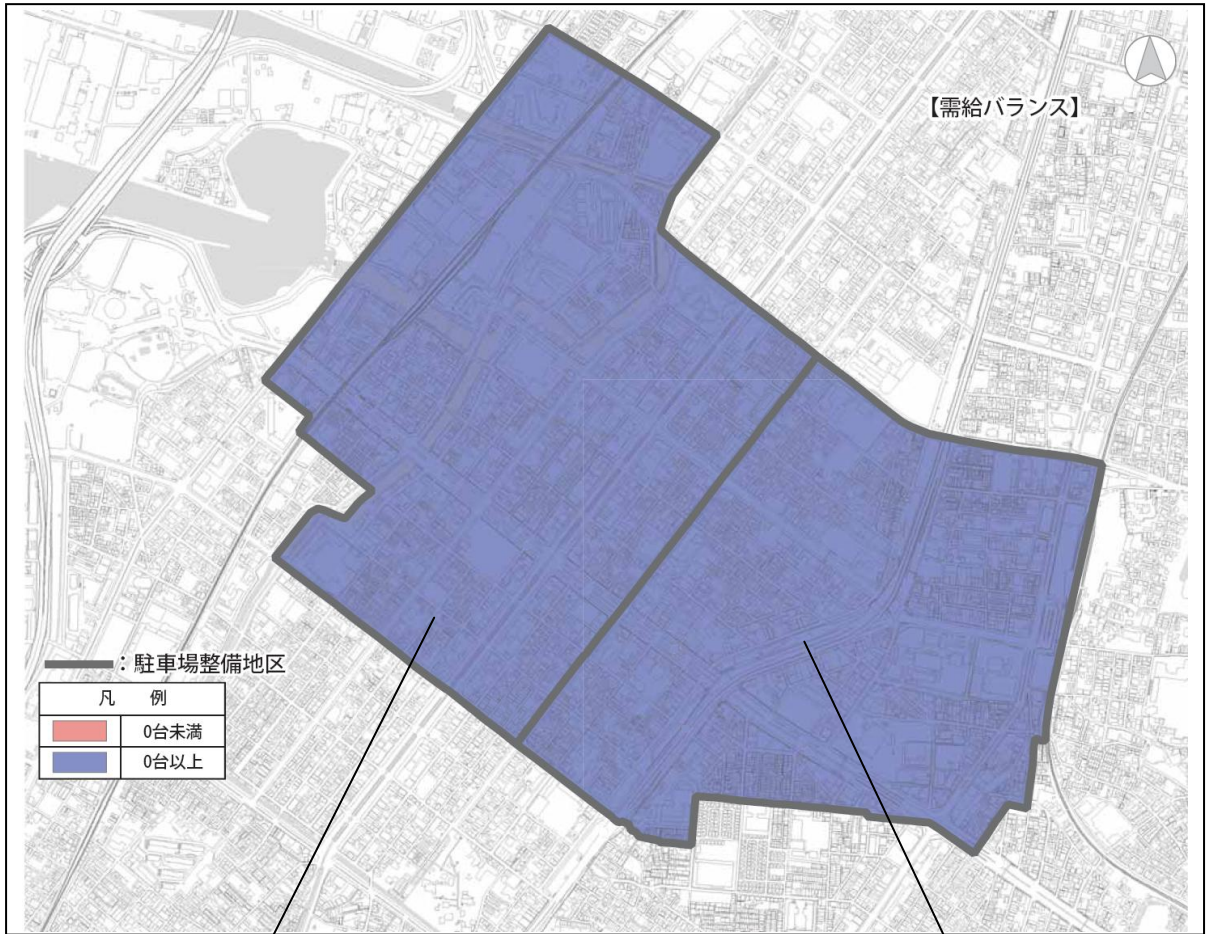 【需給バランス】
：駐車場整備地区
凡　例
0台未満
0台以上